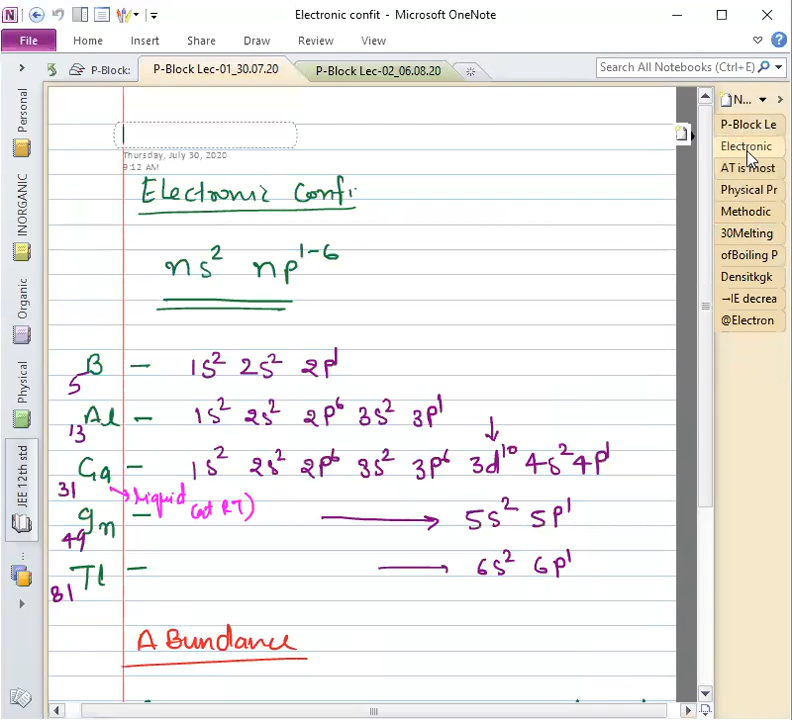 Electronic confit - Microsoft OneNote
File Home Insert Share Draw Review View
P-Block: P-Block Lec-01_30.07.20 P-Block Lec-02_06.08.20 Search All Notebooks (Ctrl+E)
Personal
INORGANIC
Organic
Physical
JEE 12th std
Thursday, July 30, 2020
9:12 AM
Electronic Confi.
ns² np¹⁻⁶
₅B – 1s² 2s² 2p¹
₁₃Al – 1s² 2s² 2p⁶ 3s² 3p¹
↓
₃₁Ga – 1s² 2s² 2p⁶ 3s² 3p⁶ 3d¹⁰ 4s² 4p¹
→ Liquid (at RT)
₄₉In – → 5s² 5p¹
₈₁Tl – → 6s² 6p¹
ABundance
N...
P-Block Le
Electronic
AT is most
Physical Pr
Methodic
30Melting
ofBoiling P
Densitkgk
→IE decrea
@Electron